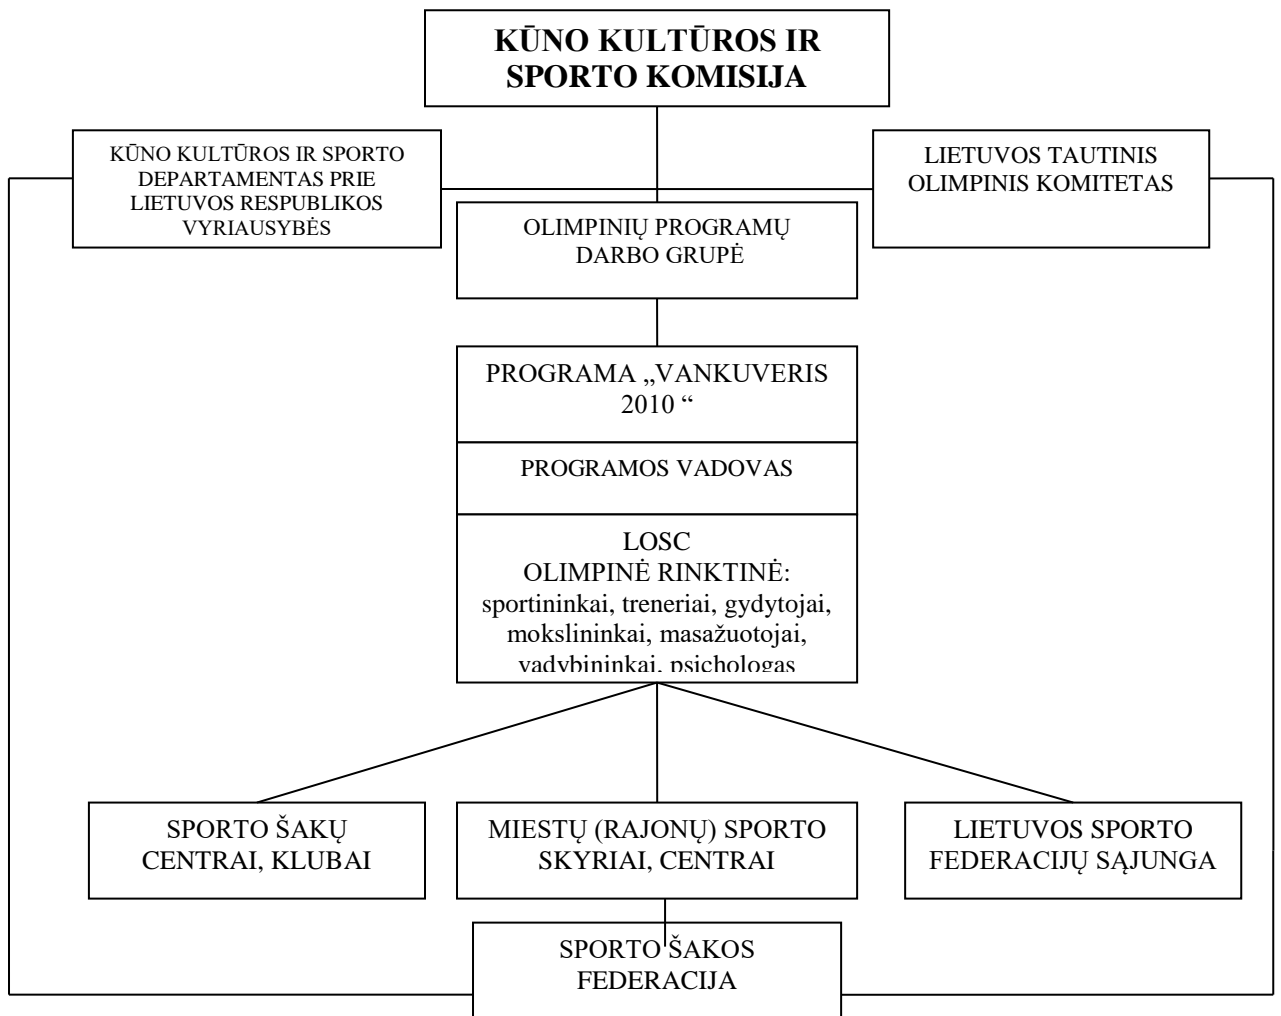 KŪNO KULTŪROS IR
SPORTO KOMISIJA
KŪNO KULTŪROS IR SPORTO
DEPARTAMENTAS PRIE
LIETUVOS RESPUBLIKOS
VYRIAUSYBĖS
LIETUVOS TAUTINIS
OLIMPINIS KOMITETAS
OLIMPINIŲ PROGRAMŲ
DARBO GRUPĖ
PROGRAMA „VANKUVERIS
2010 “
PROGRAMOS VADOVAS
LOSC
OLIMPINĖ RINKTINĖ:
sportininkai, treneriai, gydytojai,
mokslininkai, masažuotojai,
vadybininkai, psichologas
SPORTO ŠAKŲ
CENTRAI, KLUBAI
MIESTŲ (RAJONŲ) SPORTO
SKYRIAI, CENTRAI
LIETUVOS SPORTO
FEDERACIJŲ SĄJUNGA
SPORTO ŠAKOS
FEDERACIJA